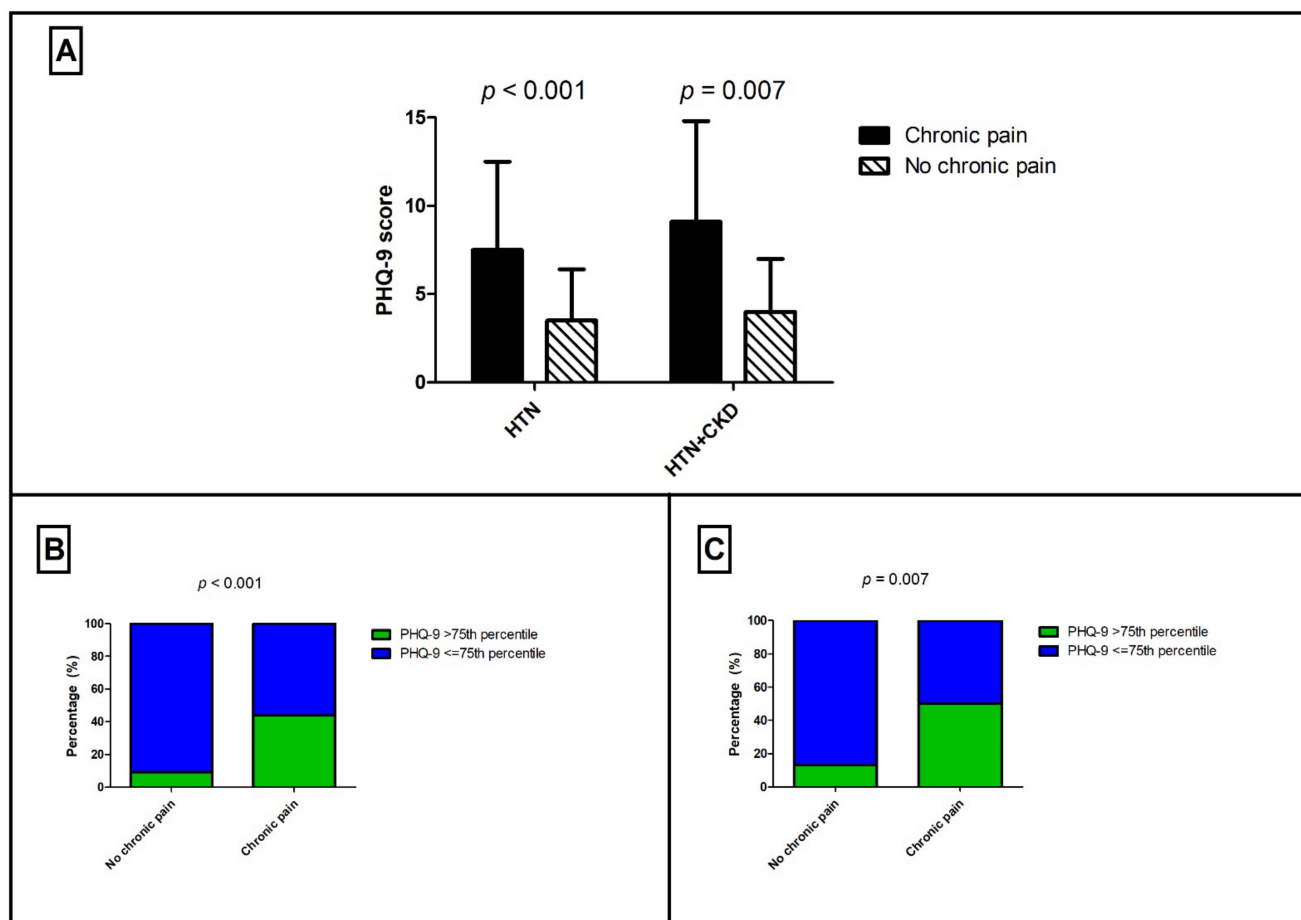 A
p < 0.001
p = 0.007
15
10
5
0
PHQ-9 score
HTN
HTN+CKD
Chronic pain
No chronic pain
B
p < 0.001
100
80
60
40
20
0
Percentage (%)
No chronic pain
Chronic pain
PHQ-9 >75th percentile
PHQ-9 <=75th percentile
C
p = 0.007
100
80
60
40
20
0
Percentage (%)
No chronic pain
Chronic pain
PHQ-9 >75th percentile
PHQ-9 <=75th percentile